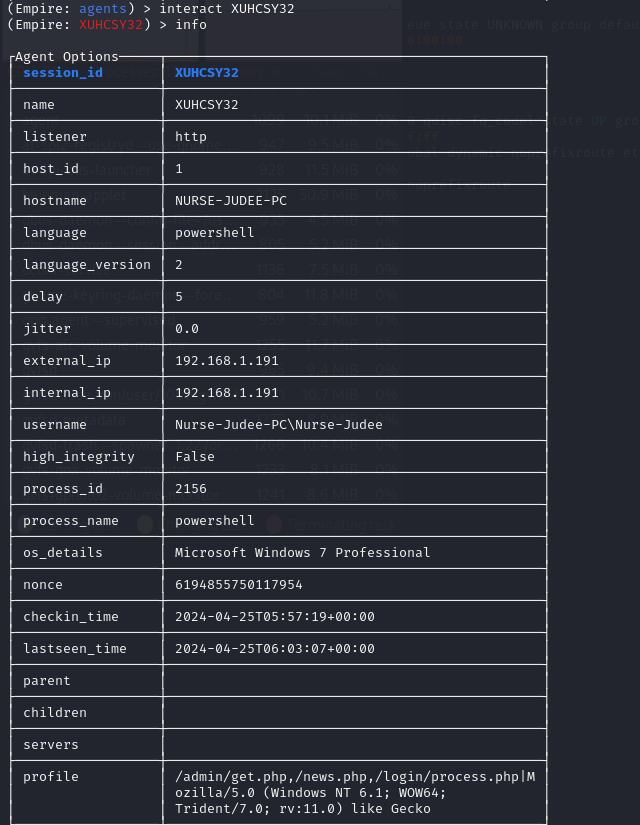 (Empire: agents) > interact XUHCSY32
(Empire: XUHCSY32) > info
Agent Options
session_id XUHCSY32
name XUHCSY32
listener http
host_id 1
hostname NURSE-JUDEE-PC
language powershell
language_version 2
delay 5
jitter 0.0
external_ip 192.168.1.191
internal_ip 192.168.1.191
username Nurse-Judee-PC\Nurse-Judee
high_integrity False
process_id 2156
process_name powershell
os_details Microsoft Windows 7 Professional
nonce 6194855750117954
checkin_time 2024-04-25T05:57:19+00:00
lastseen_time 2024-04-25T06:03:07+00:00
parent
children
servers
profile /admin/get.php,/news.php,/login/process.php|M
ozilla/5.0 (Windows NT 6.1; WOW64;
Trident/7.0; rv:11.0) like Gecko